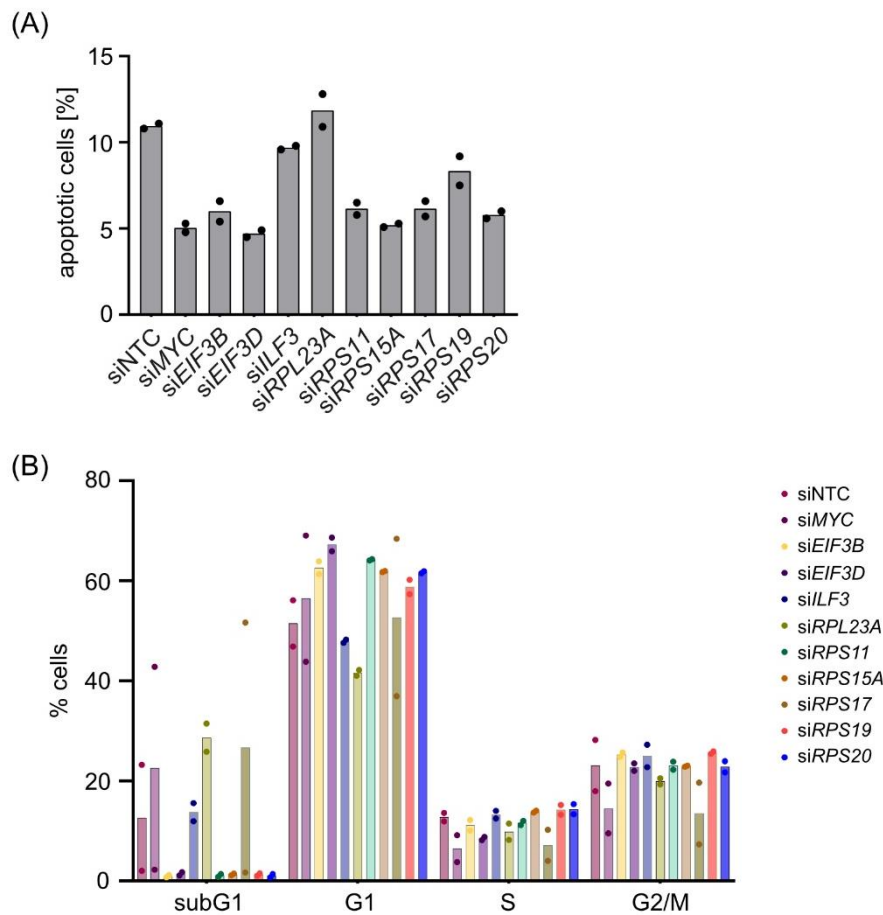 (A)
15
10
5
0
apoptotic cells [%]
siNTC
siMYC
siEIF3B
siEIF3D
siILF3
siRPL23A
siRPS11
siRPS15A
siRPS17
siRPS19
siRPS20
(B)
80
60
40
20
0
% cells
subG1
G1
S
G2/M
siNTC
siMYC
siEIF3B
siEIF3D
siILF3
siRPL23A
siRPS11
siRPS15A
siRPS17
siRPS19
siRPS20